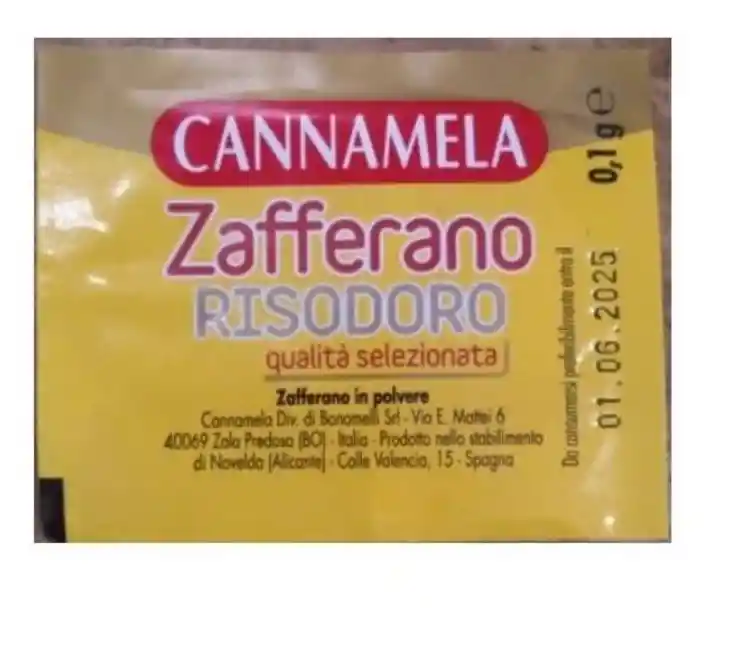 CANNAMELA
Zafferano
RISODORO
qualità selezionata
Zafferano in polvere
Cannamela Div. di Bonomelli Srl - Via E. Mattei 6
40069 Zola Predosa (BO) - Italia - Prodotto nello stabilimento
di Novelda (Alicante) - Calle Valencia, 15 - Spagna
Da consumarsi preferibilmente entro il
01.06.2025
0,1 g ℮